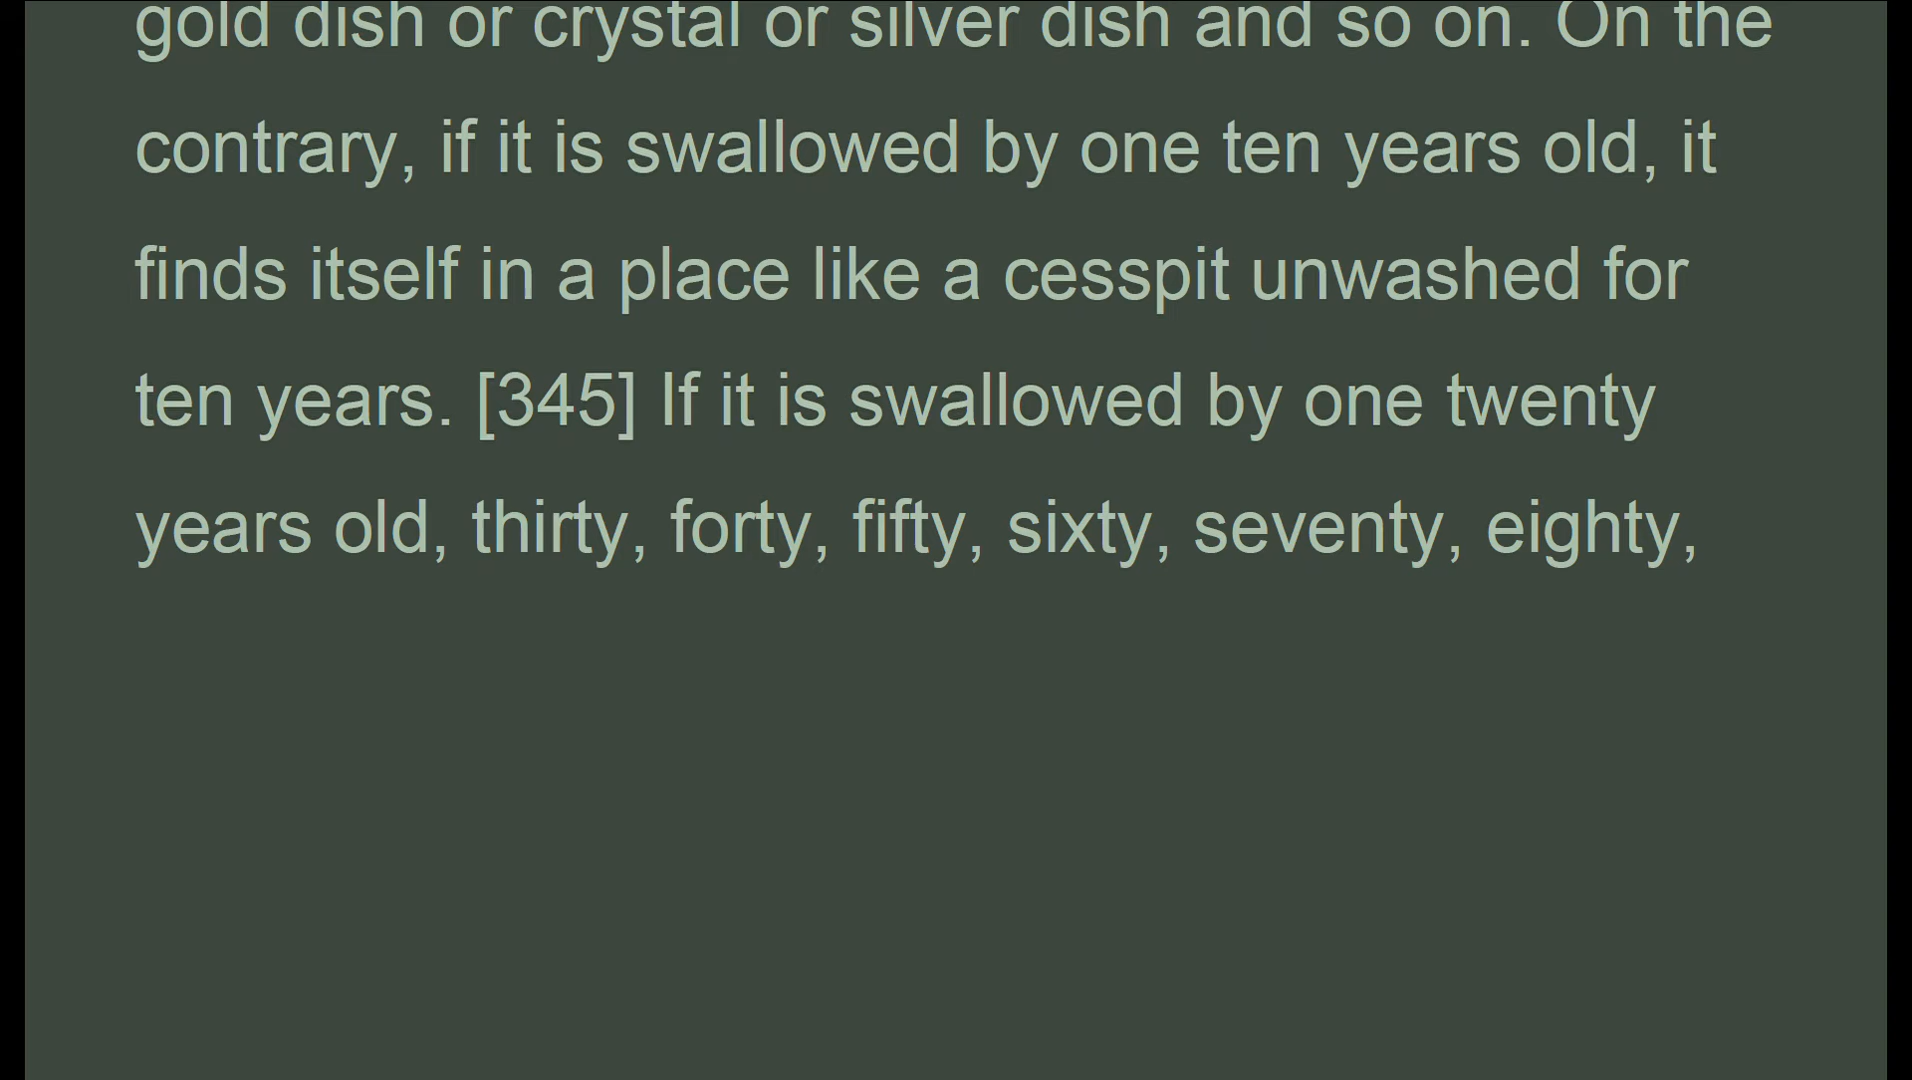 gold dish or crystal or silver dish and so on. On the
contrary, if it is swallowed by one ten years old, it
finds itself in a place like a cesspit unwashed for
ten years. [345] If it is swallowed by one twenty
years old, thirty, forty, fifty, sixty, seventy, eighty,